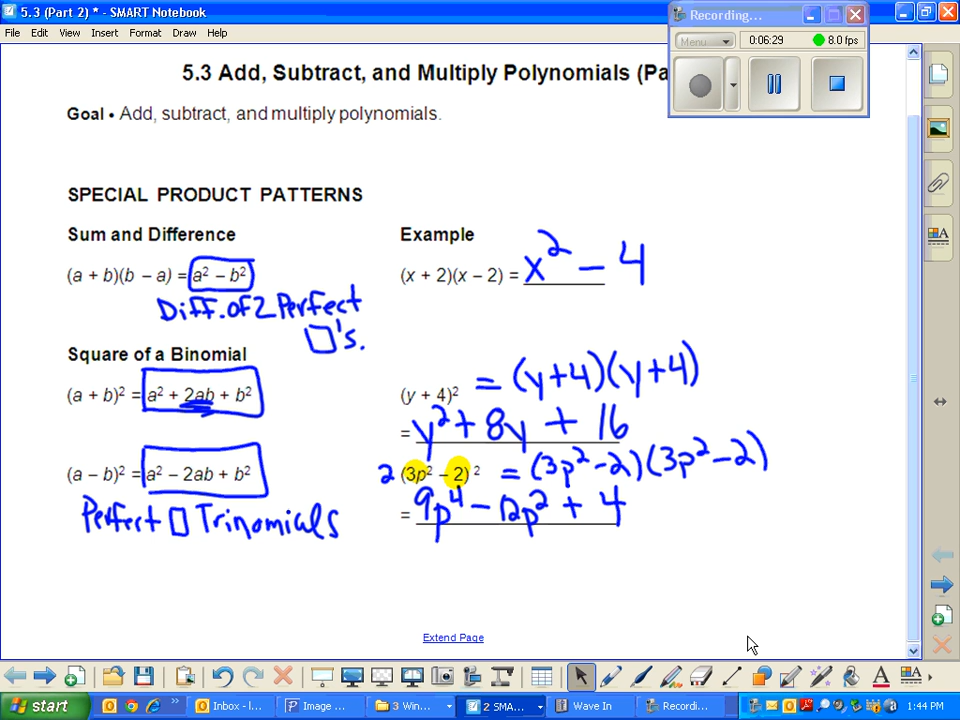 5.3 (Part 2) * - SMART Notebook
Recording...
File Edit View Insert Format Draw Help
Menu 0:06:29 8.0 fps
5.3 Add, Subtract, and Multiply Polynomials (Pa
Goal • Add, subtract, and multiply polynomials.
SPECIAL PRODUCT PATTERNS
Sum and Difference Example
(a + b)(b − a) = a² − b² (x + 2)(x − 2) = x² − 4
Diff. of 2 Perfect
□'s.
Square of a Binomial
(a + b)² = a² + 2ab + b² (y + 4)² = (y+4)(y+4)
= y² + 8y + 16
(a − b)² = a² − 2ab + b² 2 (3p² − 2)² = (3p² − 2)(3p² − 2)
Perfect □ Trinomials = 9p⁴ − 12p² + 4
Extend Page
start Inbox - I... Image ... 3 Win... 2 SMA... Wave In Recordi... 1:44 PM